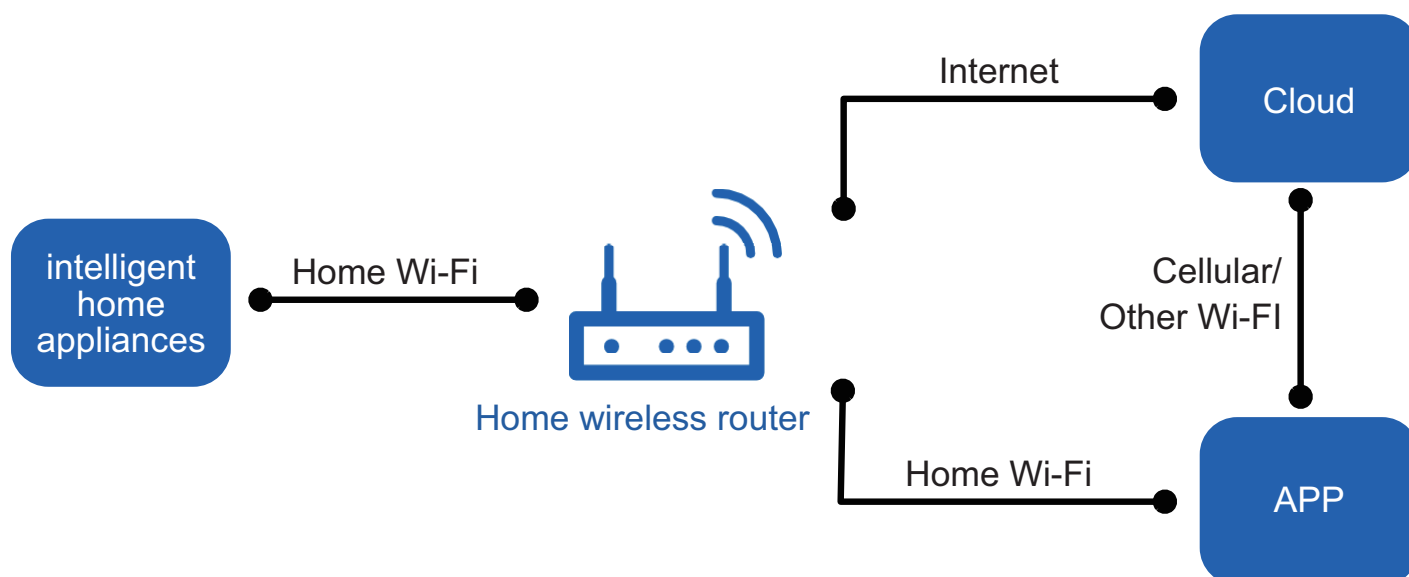 Internet
Cloud
intelligent
home
appliances
Home Wi-Fi
Cellular/
Other Wi-FI
Home wireless router
Home Wi-Fi
APP